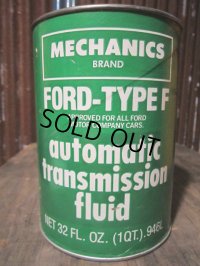 MECHANICS
BRAND
FORD-TYPE F
APPROVED FOR ALL FORD
MOTOR COMPANY CARS.
SOLD OUT
automatic
transmission
fluid
NET 32 FL. OZ. (1QT.) .946L